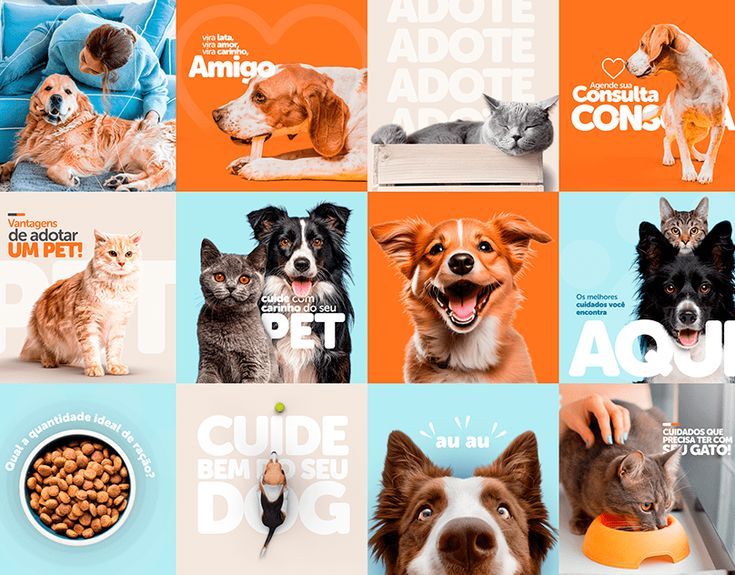 vira lata,
vira amor,
vira carinho,
Amigo
ADOTE
ADOTE
ADOTE
ADOTE
Agende sua
Consulta
CONSULTA
Vantagens
de adotar
UM PET!
PET
cuide com
carinho do seu
PET
Os melhores
cuidados você
encontra
AQUI
Qual a quantidade ideal de ração?
CUIDE
BEM DO SEU
DOG
au au
CUIDADOS QUE
PRECISA TER COM
SEU GATO!